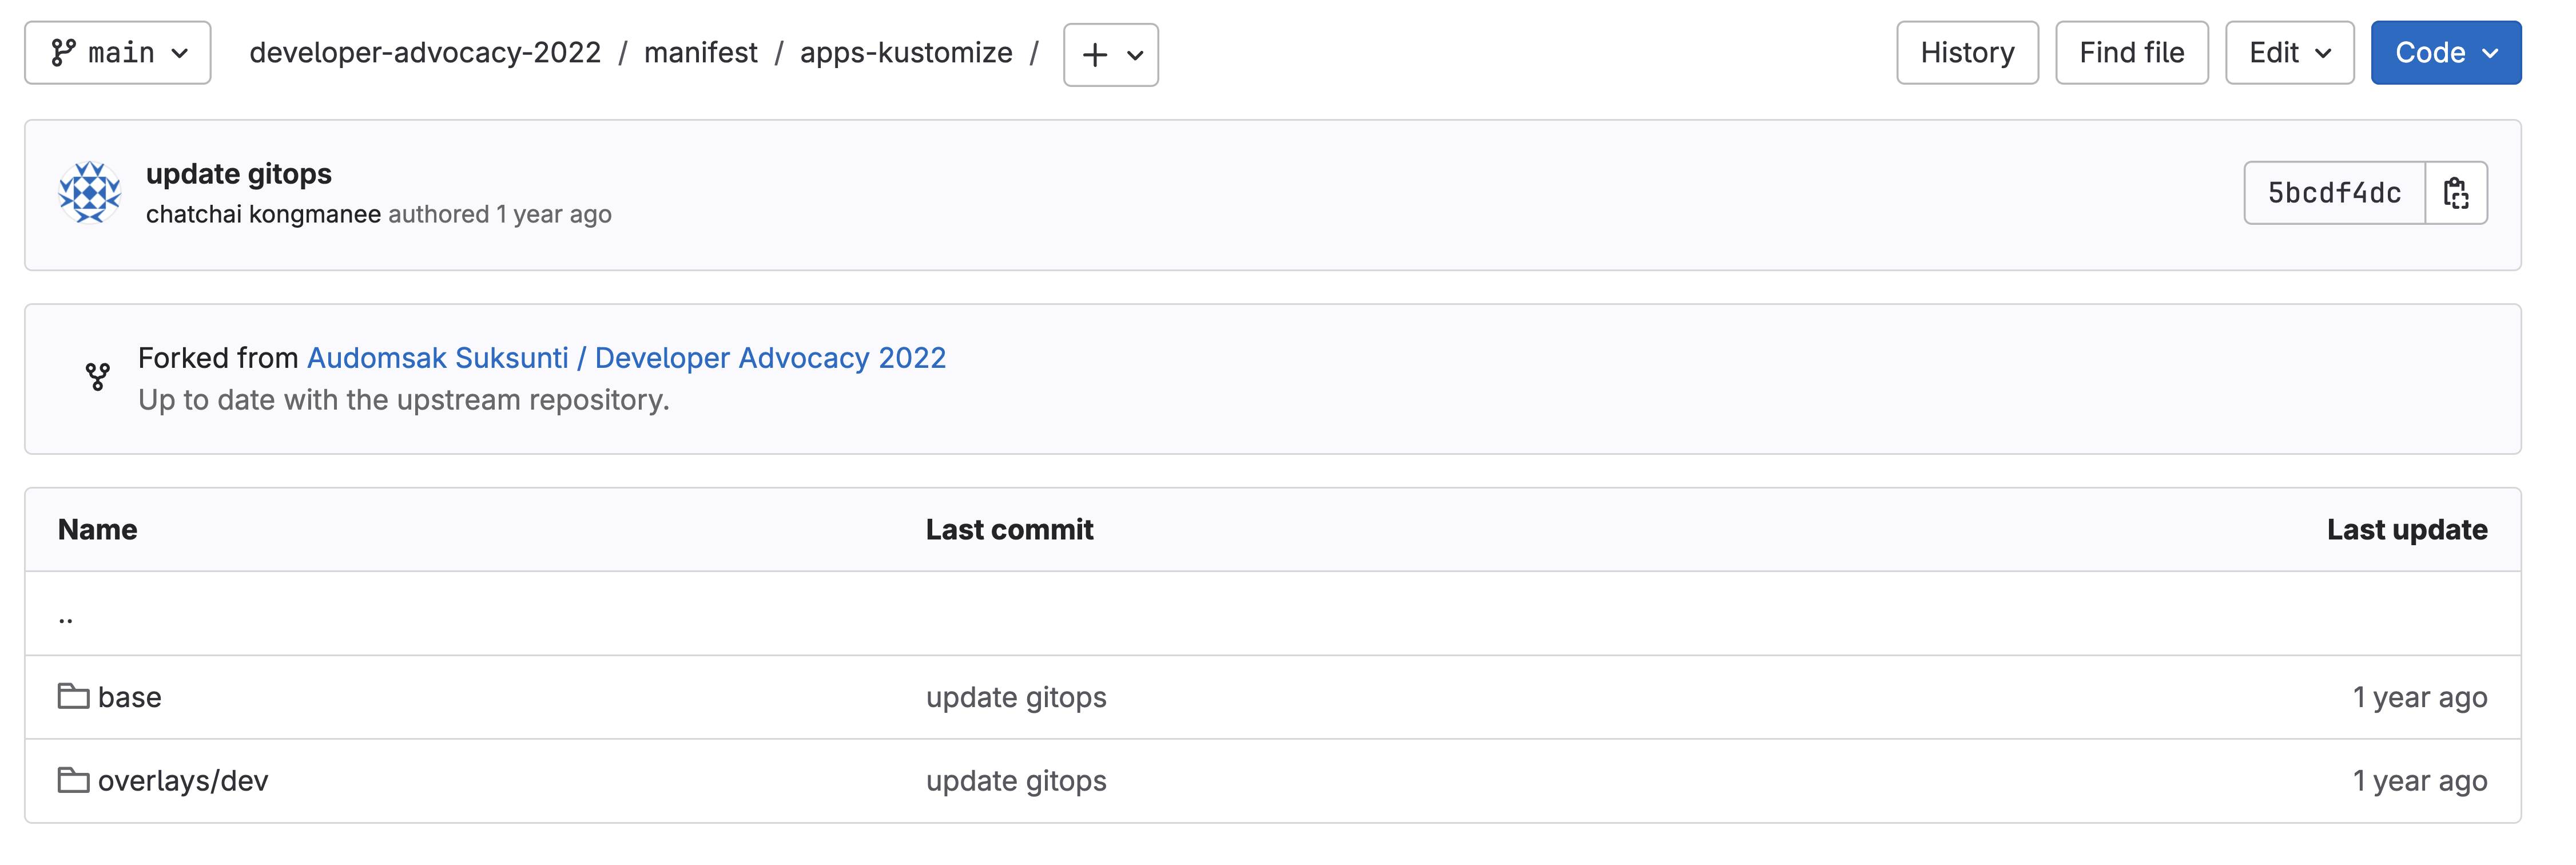 main developer-advocacy-2022 / manifest / apps-kustomize / + History Find file Edit Code
update gitops
chatchai kongmanee authored 1 year ago
5bcdf4dc
Forked from Audomsak Suksunti / Developer Advocacy 2022
Up to date with the upstream repository.
Name Last commit Last update
..
base update gitops 1 year ago
overlays/dev update gitops 1 year ago